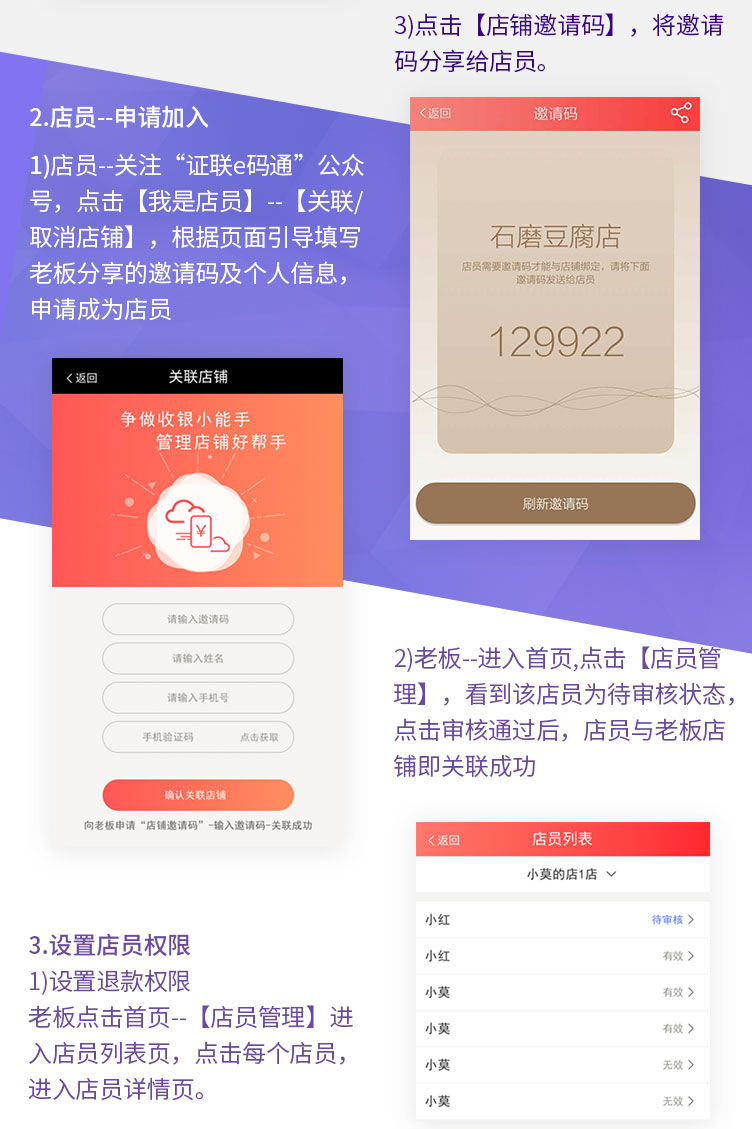 3)点击【店铺邀请码】，将邀请
码分享给店员。
返回
邀请码
石磨豆腐店
店员需要邀请码才能与店铺绑定，请将下面
邀请码发送给店员
129922
刷新邀请码
2.店员--申请加入
1)店员--关注“证联e码通”公众
号，点击【我是店员】--【关联/
取消店铺】，根据页面引导填写
老板分享的邀请码及个人信息，
申请成为店员
返回
关联店铺
争做收银小能手
管理店铺好帮手
¥
请输入邀请码
请输入姓名
请输入手机号
手机验证码 点击获取
确认关联店铺
向老板申请“店铺邀请码”-输入邀请码-关联成功
2)老板--进入首页,点击【店员管
理】，看到该店员为待审核状态，
点击审核通过后，店员与老板店
铺即关联成功
返回
店员列表
小莫的店1店
小红 待审核
小红 有效
小莫 有效
小莫 有效
小莫 无效
小莫 无效
3.设置店员权限
1)设置退款权限
老板点击首页--【店员管理】进
入店员列表页，点击每个店员，
进入店员详情页。